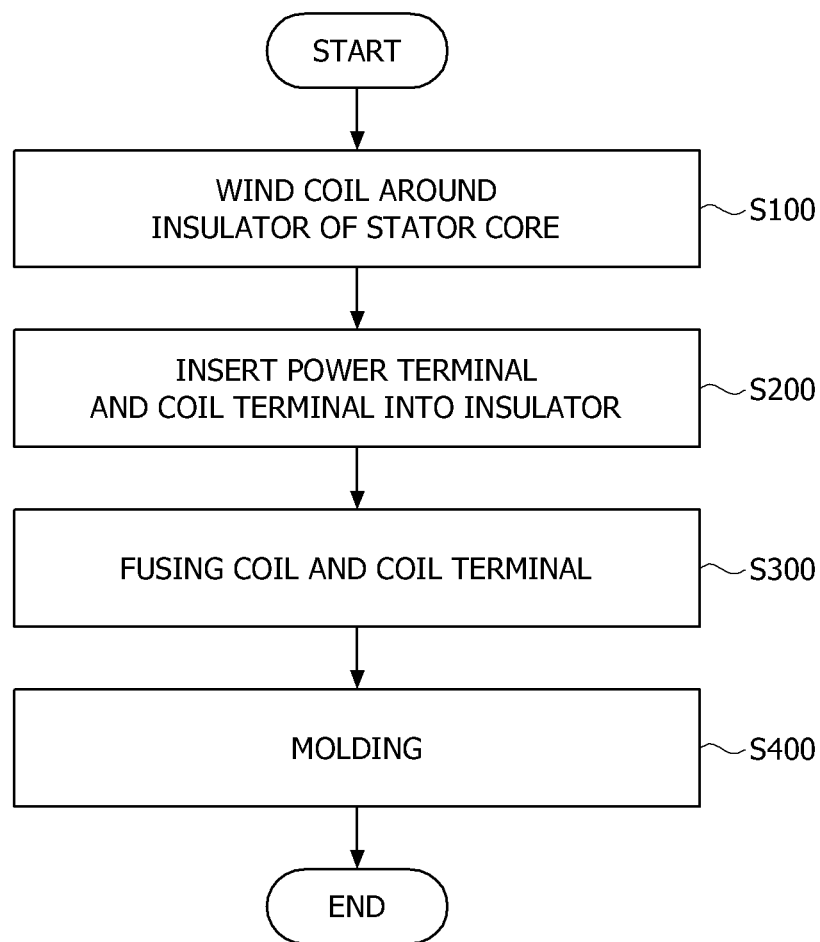 START
WIND COIL AROUND
INSULATOR OF STATOR CORE
S100
INSERT POWER TERMINAL
AND COIL TERMINAL INTO INSULATOR
S200
FUSING COIL AND COIL TERMINAL
S300
MOLDING
S400
END